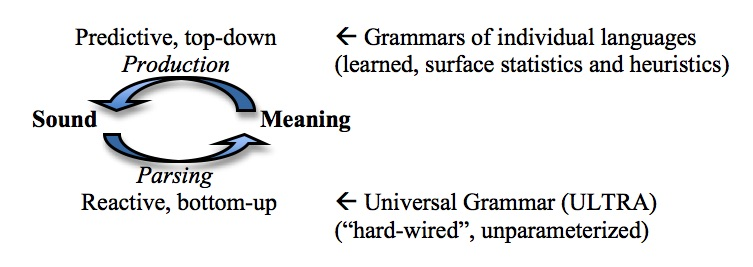 Predictive, top-down ← Grammars of individual languages
Production (learned, surface statistics and heuristics)
Sound Meaning
Parsing
Reactive, bottom-up ← Universal Grammar (ULTRA)
(“hard-wired”, unparameterized)